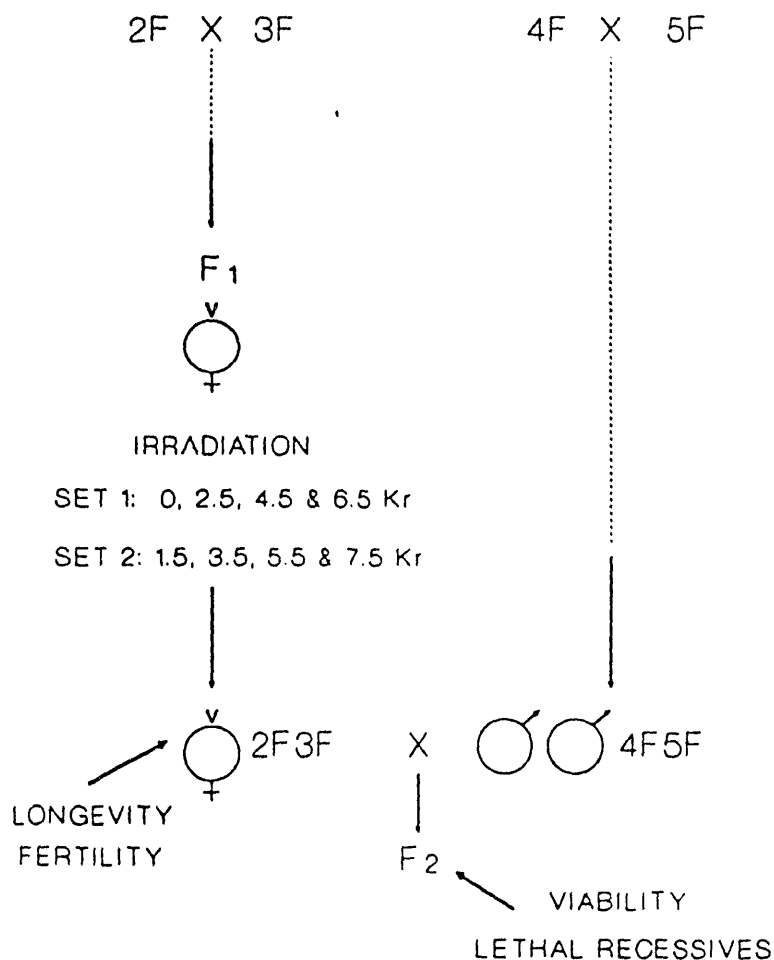 2F X 3F
4F X 5F
F1
IRRADIATION
SET 1: 0, 2.5, 4.5 & 6.5 Kr
SET 2: 1.5, 3.5, 5.5 & 7.5 Kr
2F3F X 4F5F
LONGEVITY
FERTILITY
F2
VIABILITY
LETHAL RECESSIVES